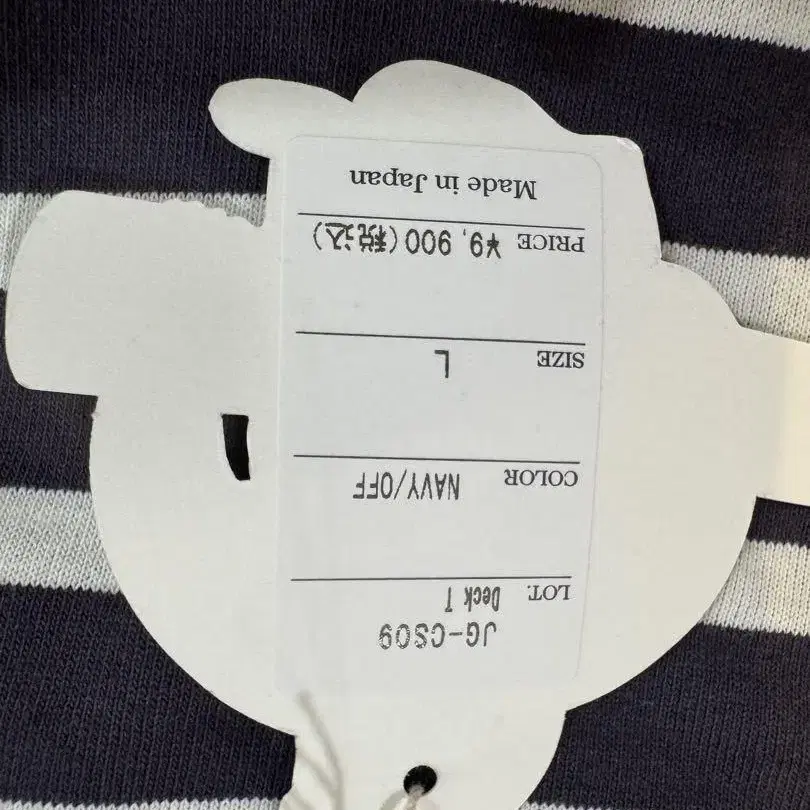 JG-CS09
LOT. Deck T
COLOR NAVY/OFF
SIZE L
PRICE ¥9,900(税込)
Made in Japan